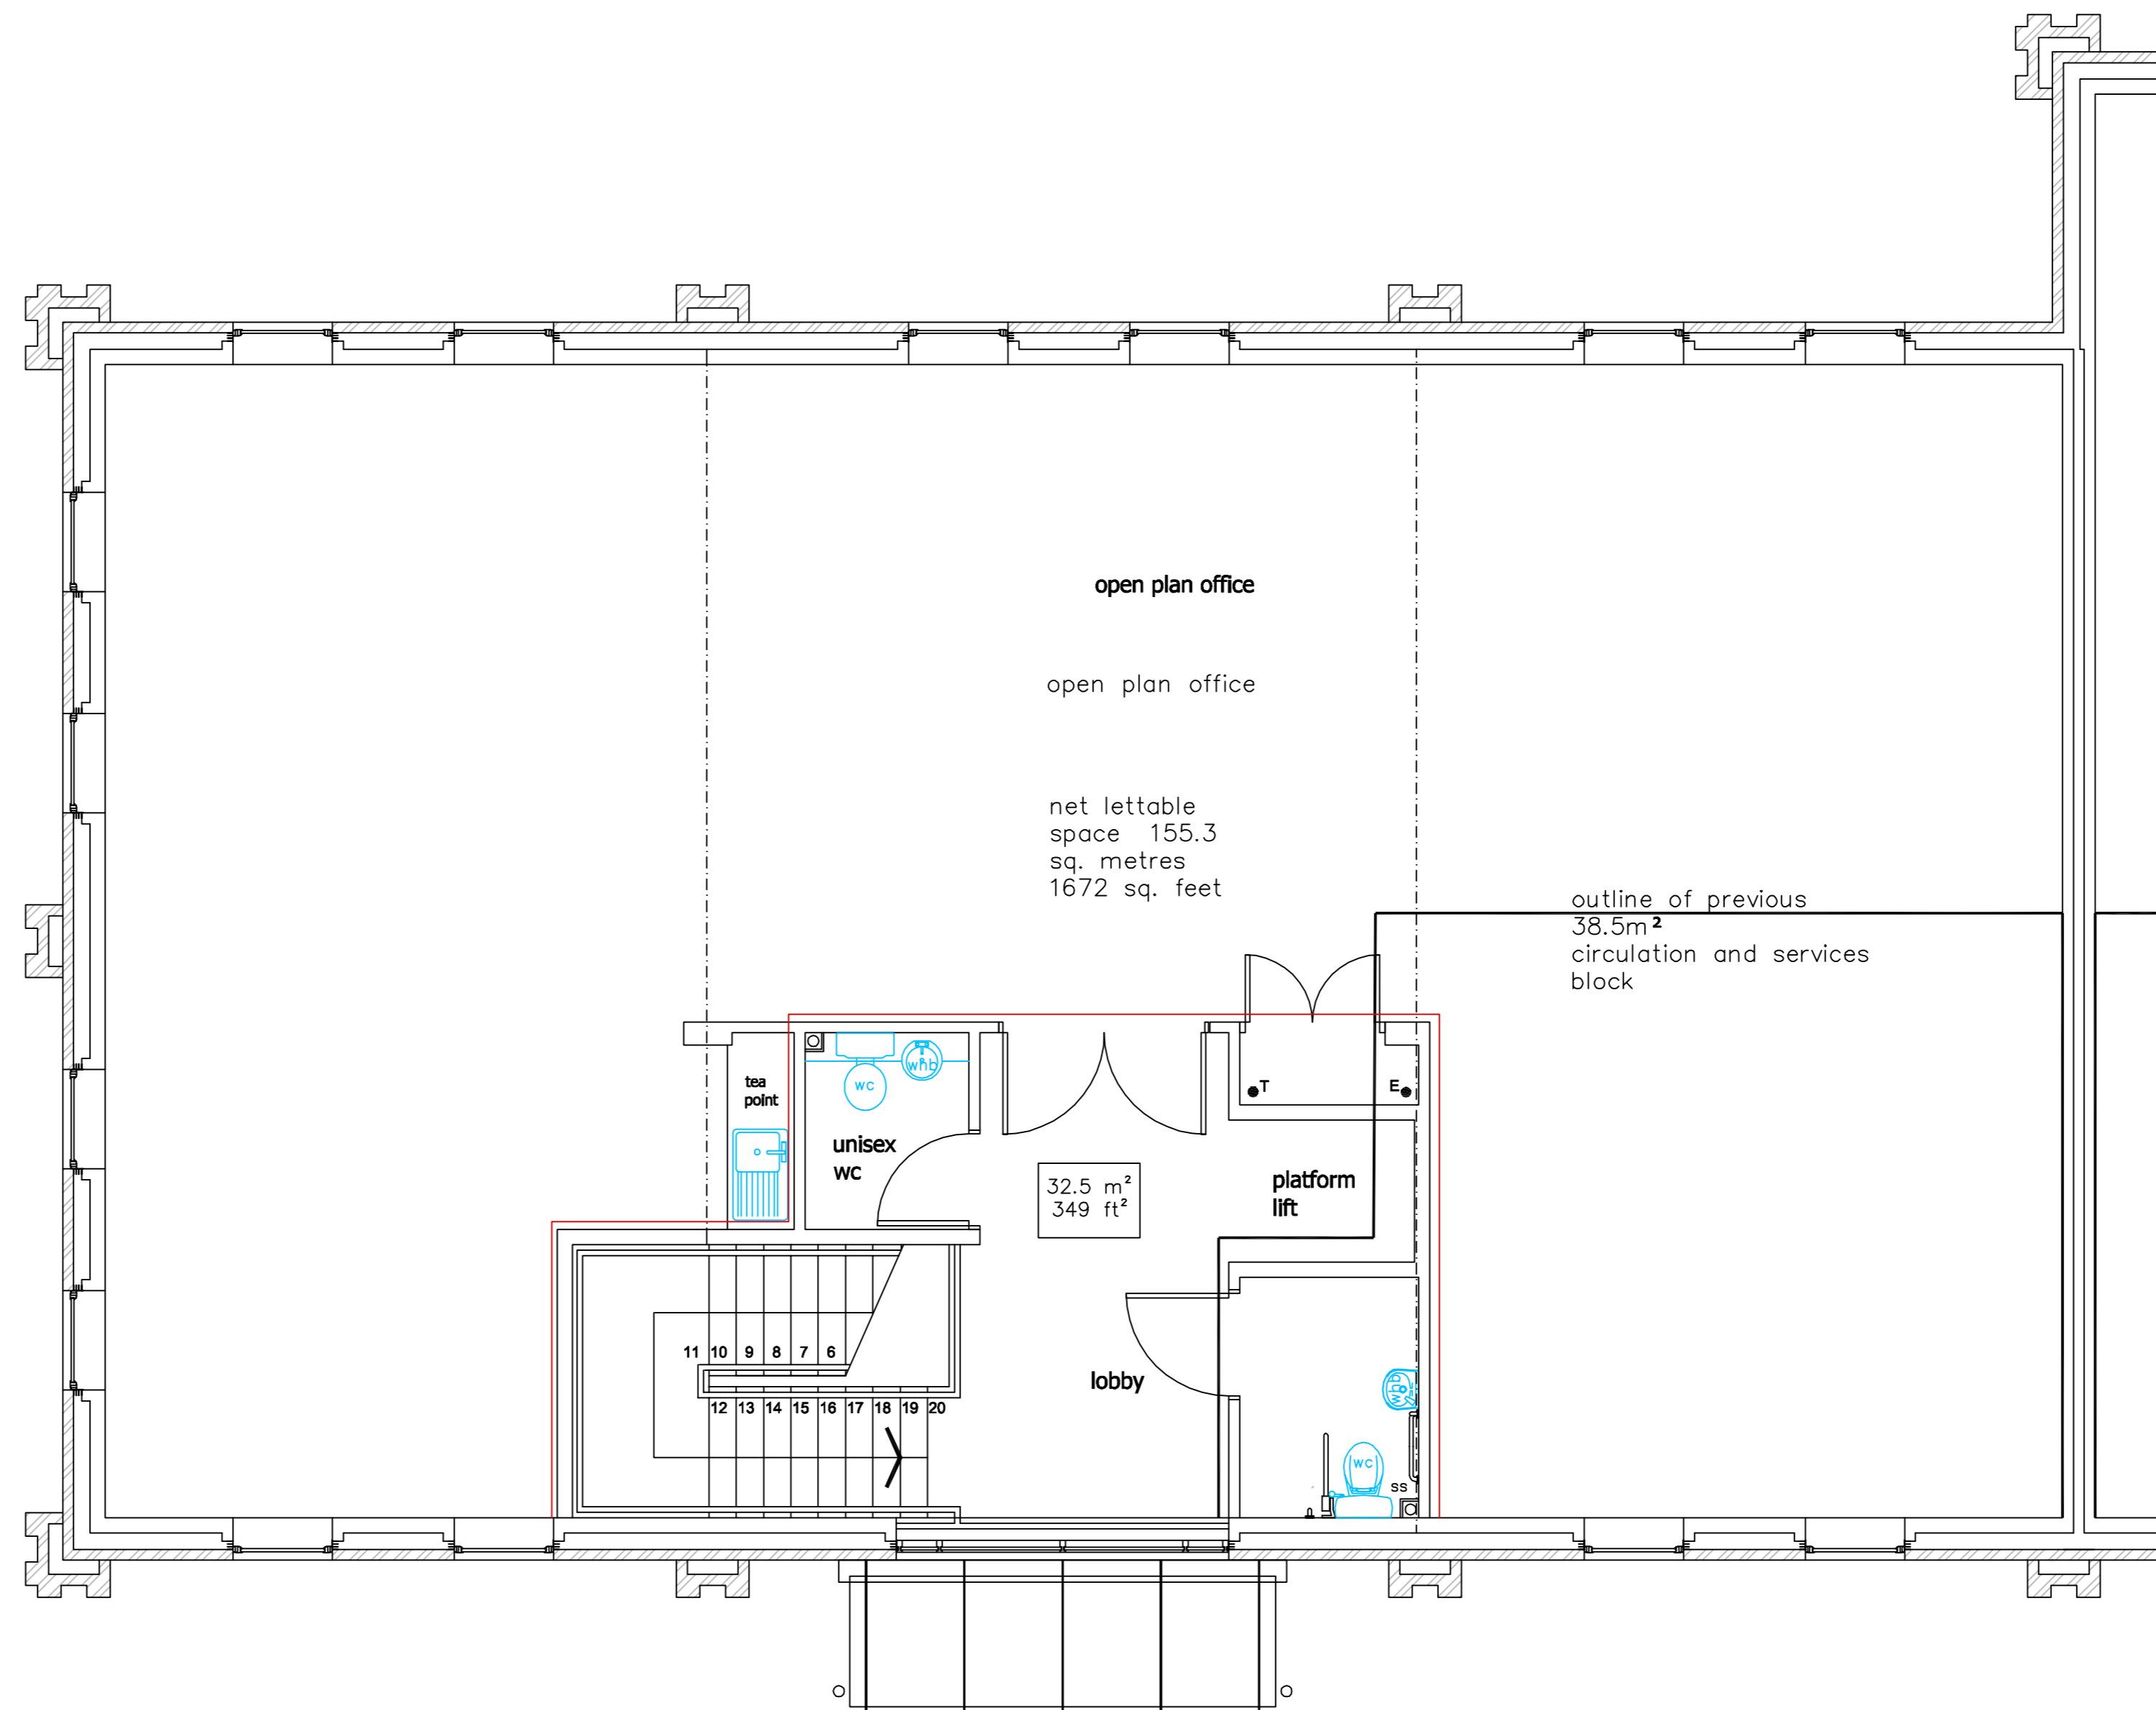 open plan office
open plan office
net lettable
space 155.3
sq. metres
1672 sq. feet
outline of previous
38.5m²
circulation and services
block
tea
point
wc
whb
unisex
wc
T
E
32.5 m²
349 ft²
platform
lift
11 10 9 8 7 6
12 13 14 15 16 17 18 19 20
lobby
whb
wc
ss